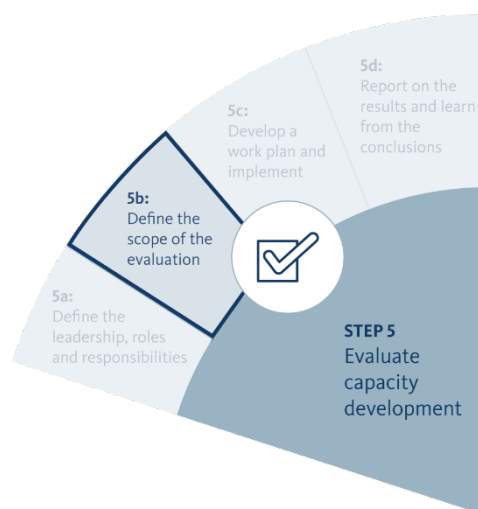 5a:
Define the
leadership, roles
and responsibilities
5b:
Define the
scope of the
evaluation
5c:
Develop a
work plan and
implement
5d:
Report on the
results and learn
from the
conclusions
STEP 5
Evaluate
capacity
development